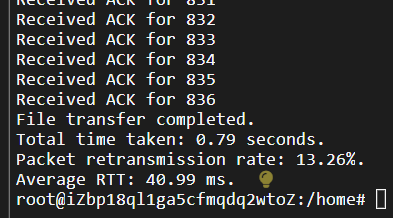 Received ACK for 831
Received ACK for 832
Received ACK for 833
Received ACK for 834
Received ACK for 835
Received ACK for 836
File transfer completed.
Total time taken: 0.79 seconds.
Packet retransmission rate: 13.26%.
Average RTT: 40.99 ms.
root@iZbp18ql1ga5cfmqdq2wtoZ:/home#